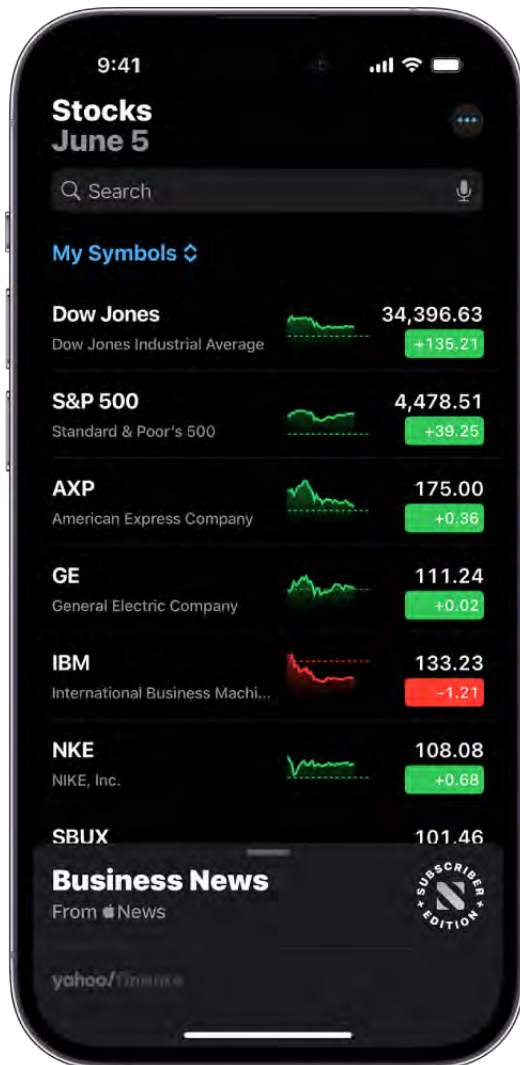 9:41
Stocks
June 5
Search
My Symbols
Dow Jones 34,396.63
Dow Jones Industrial Average +135.21
S&P 500 4,478.51
Standard & Poor's 500 +39.25
AXP 175.00
American Express Company +0.36
GE 111.24
General Electric Company +0.02
IBM 133.23
International Business Machi... -1.21
NKE 108.08
NIKE, Inc. +0.68
SBUX 101.46
Business News
From News
SUBSCRIBER EDITION
yahoo/finance